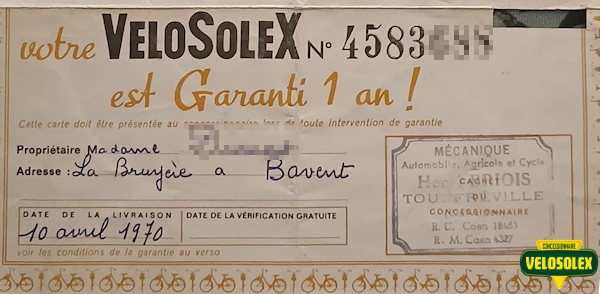 votre VELOSOLEX N° 4583
est Garanti 1 an !
Cette carte doit être présentée au concessionnaire lors de toute intervention de garantie
Propriétaire Madame
Adresse : La Bruyère à Bavent
DATE DE LA LIVRAISON
10 avril 1970
DATE DE LA VÉRIFICATION GRATUITE
voir les conditions de la garantie au verso
MÉCANIQUE
Automobile, Agricole et Cycle
CACHET
DU
CONCESSIONNAIRE
R. C. Caen 18463
R. M. Caen 4327
CONCESSIONNAIRE
VELOSOLEX